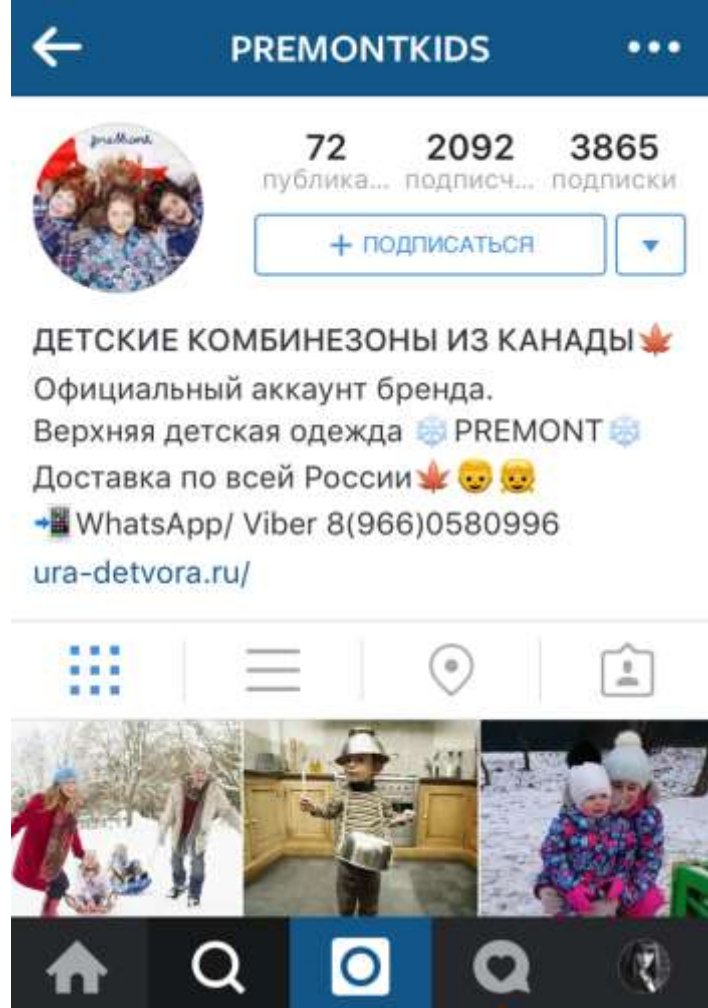 PREMONTKIDS
preMont
72 2092 3865
публика... подписч... подписки
+ ПОДПИСАТЬСЯ
ДЕТСКИЕ КОМБИНЕЗОНЫ ИЗ КАНАДЫ🍁
Официальный аккаунт бренда.
Верхняя детская одежда ❄️PREMONT❄️
Доставка по всей России🍁👦👧
📲WhatsApp/ Viber 8(966)0580996
ura-detvora.ru/